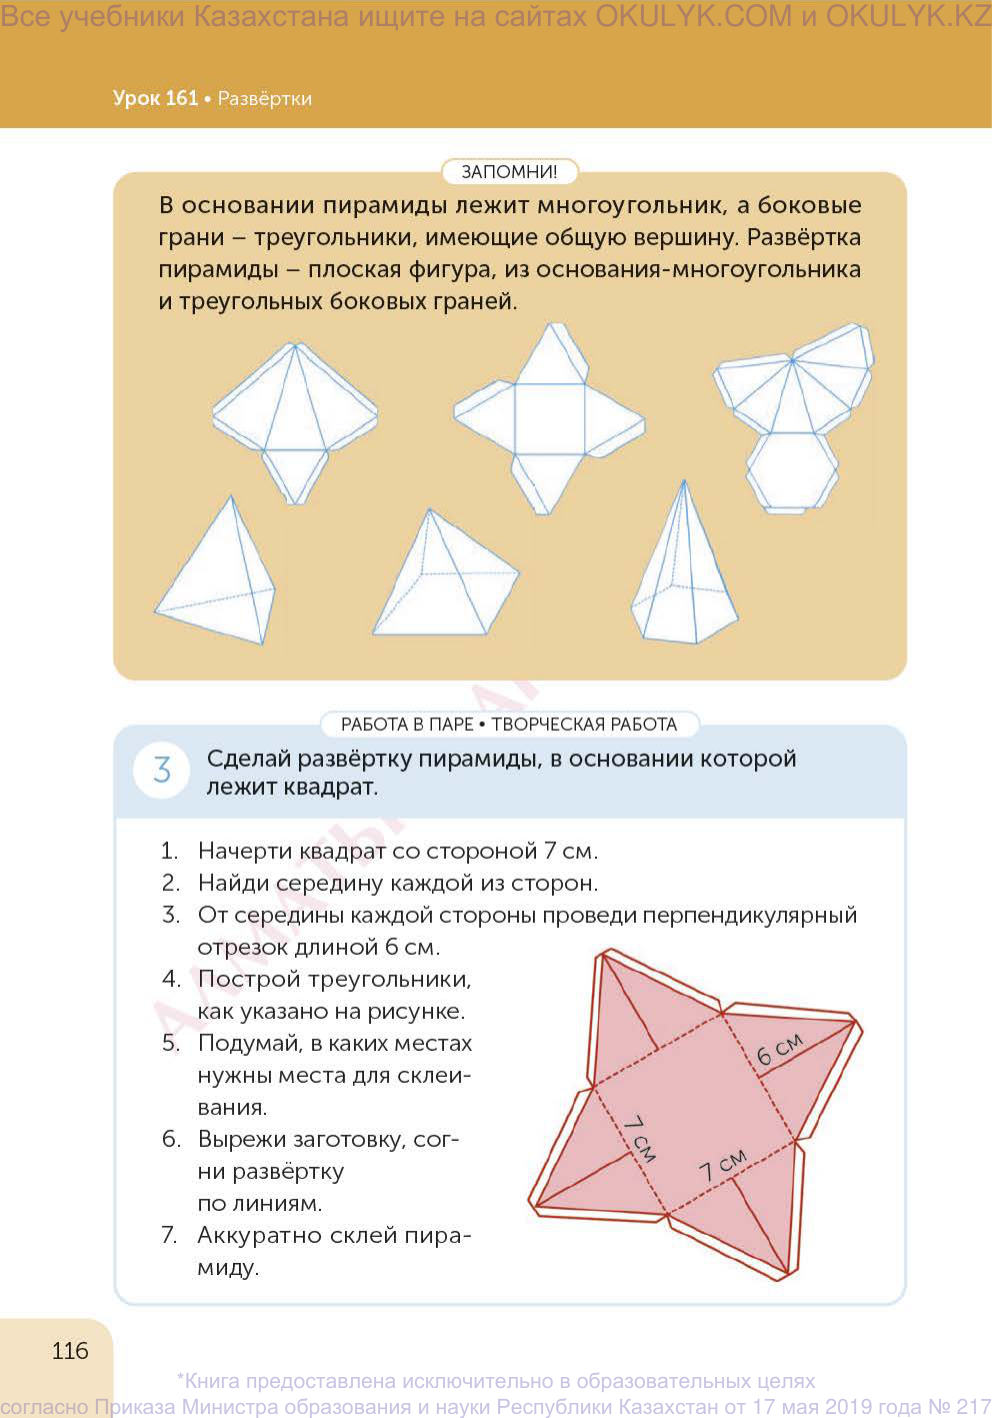 Все учебники Казахстана ищите на сайтах OKULYK.COM и OKULYK.KZ
Урок 161 • Развёртки
ЗАПОМНИ!
В основании пирамиды лежит многоугольник, а боковые
грани – треугольники, имеющие общую вершину. Развёртка
пирамиды – плоская фигура, из основания-многоугольника
и треугольных боковых граней.
РАБОТА В ПАРЕ • ТВОРЧЕСКАЯ РАБОТА
3
Сделай развёртку пирамиды, в основании которой
лежит квадрат.
1. Начерти квадрат со стороной 7 см.
2. Найди середину каждой из сторон.
3. От середины каждой стороны проведи перпендикулярный
отрезок длиной 6 см.
4. Построй треугольники,
как указано на рисунке.
5. Подумай, в каких местах
нужны места для склеи-
вания.
6. Вырежи заготовку, сог-
ни развёртку
по линиям.
7. Аккуратно склей пира-
миду.
6 см
7 см
7 см
116
*Книга предоставлена исключительно в образовательных целях
согласно Приказа Министра образования и науки Республики Казахстан от 17 мая 2019 года № 217